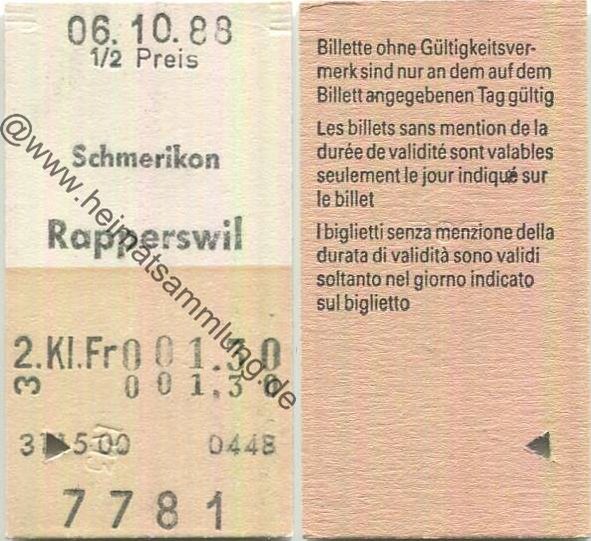 06.10.88
1/2 Preis
Schmerikon
Rapperswil
2.Kl.Fr 001.30
3 001.30
0448
7781
@www.heimatsammlung.de
Billette ohne Gültigkeitsver-
merk sind nur an dem auf dem
Billett angegebenen Tag gültig
Les billets sans mention de la
durée de validité sont valables
seulement le jour indiqué sur
le billet
I biglietti senza menzione della
durata di validità sono validi
soltanto nel giorno indicato
sul biglietto